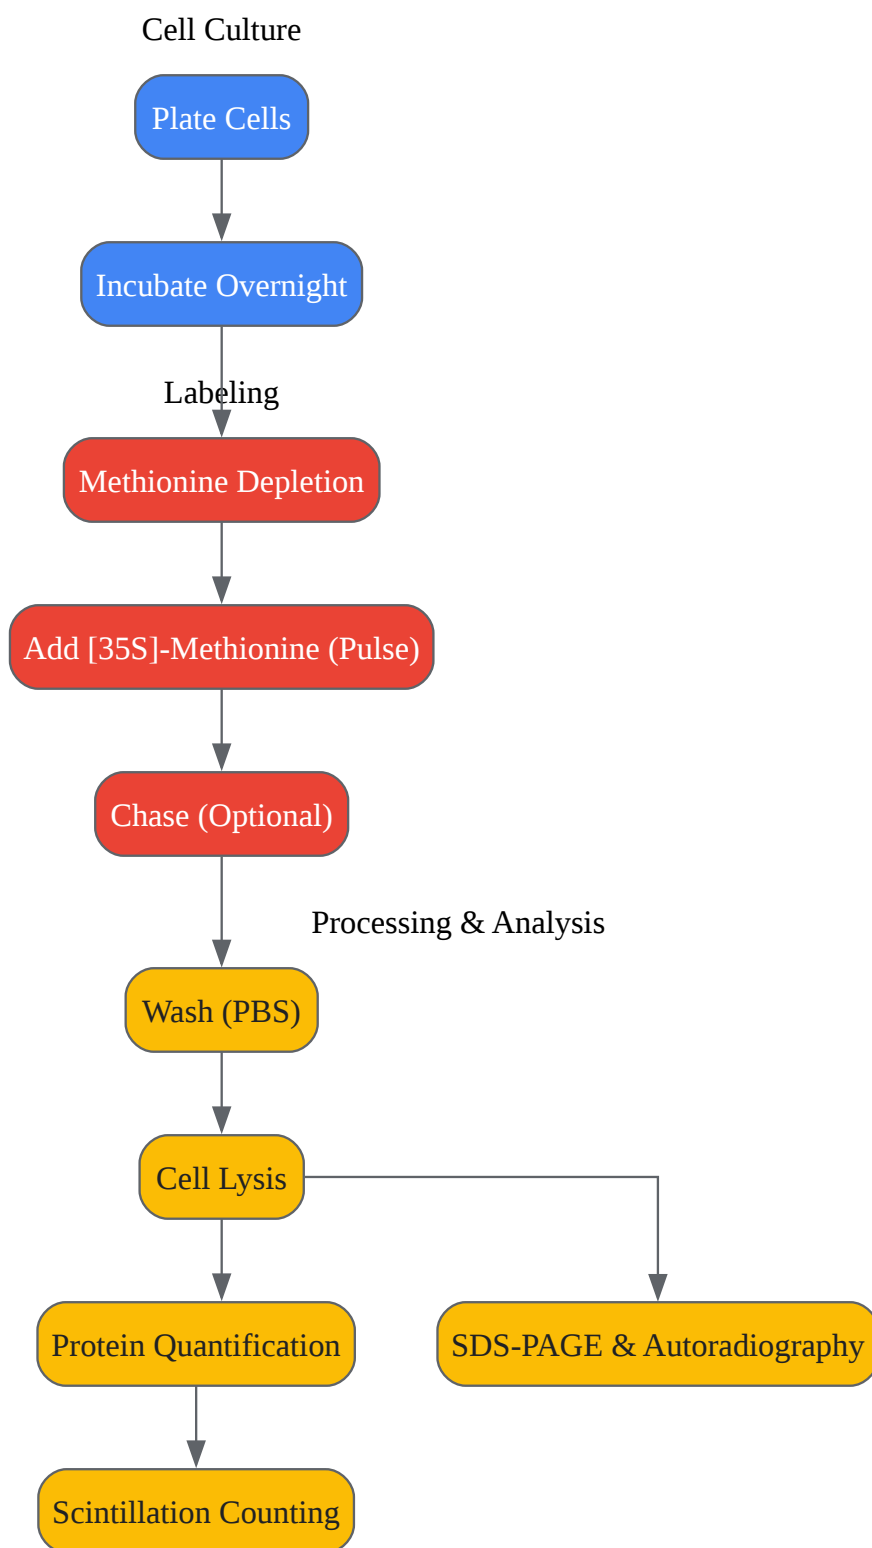 Cell Culture
Plate Cells
Incubate Overnight
Labeling
Methionine Depletion
Add [35S]-Methionine (Pulse)
Chase (Optional)
Processing & Analysis
Wash (PBS)
Cell Lysis
Protein Quantification
SDS-PAGE & Autoradiography
Scintillation Counting